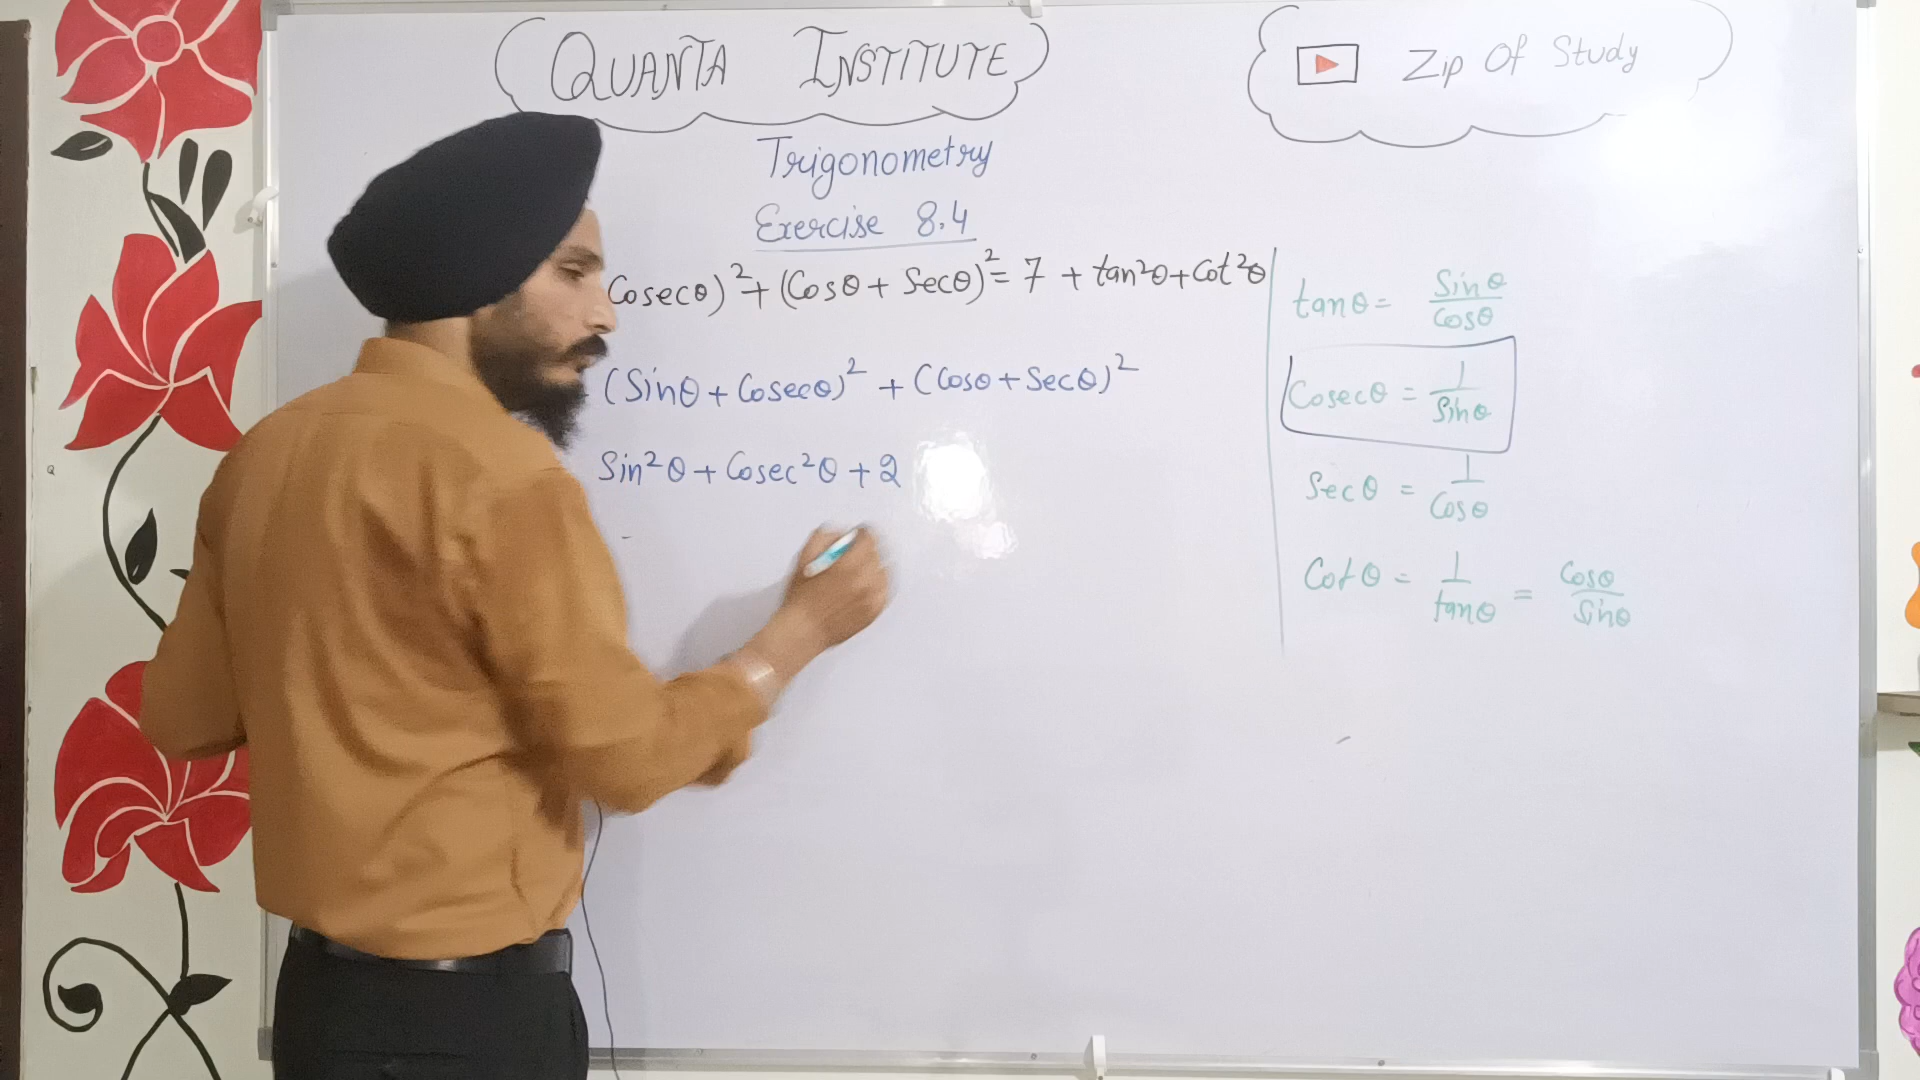 QUANTA INSTITUTE
Zip Of Study
Trigonometry
Exercise 8.4
Cosecθ)² + (Cosθ + Secθ)² = 7 + tan²θ + Cot²θ
(Sinθ + Cosecθ)² + (Cosθ + Secθ)²
Sin²θ + Cosec²θ + 2
tanθ = Sinθ/Cosθ
Cosecθ = 1/Sinθ
Secθ = 1/Cosθ
Cotθ = 1/tanθ = Cosθ/Sinθ